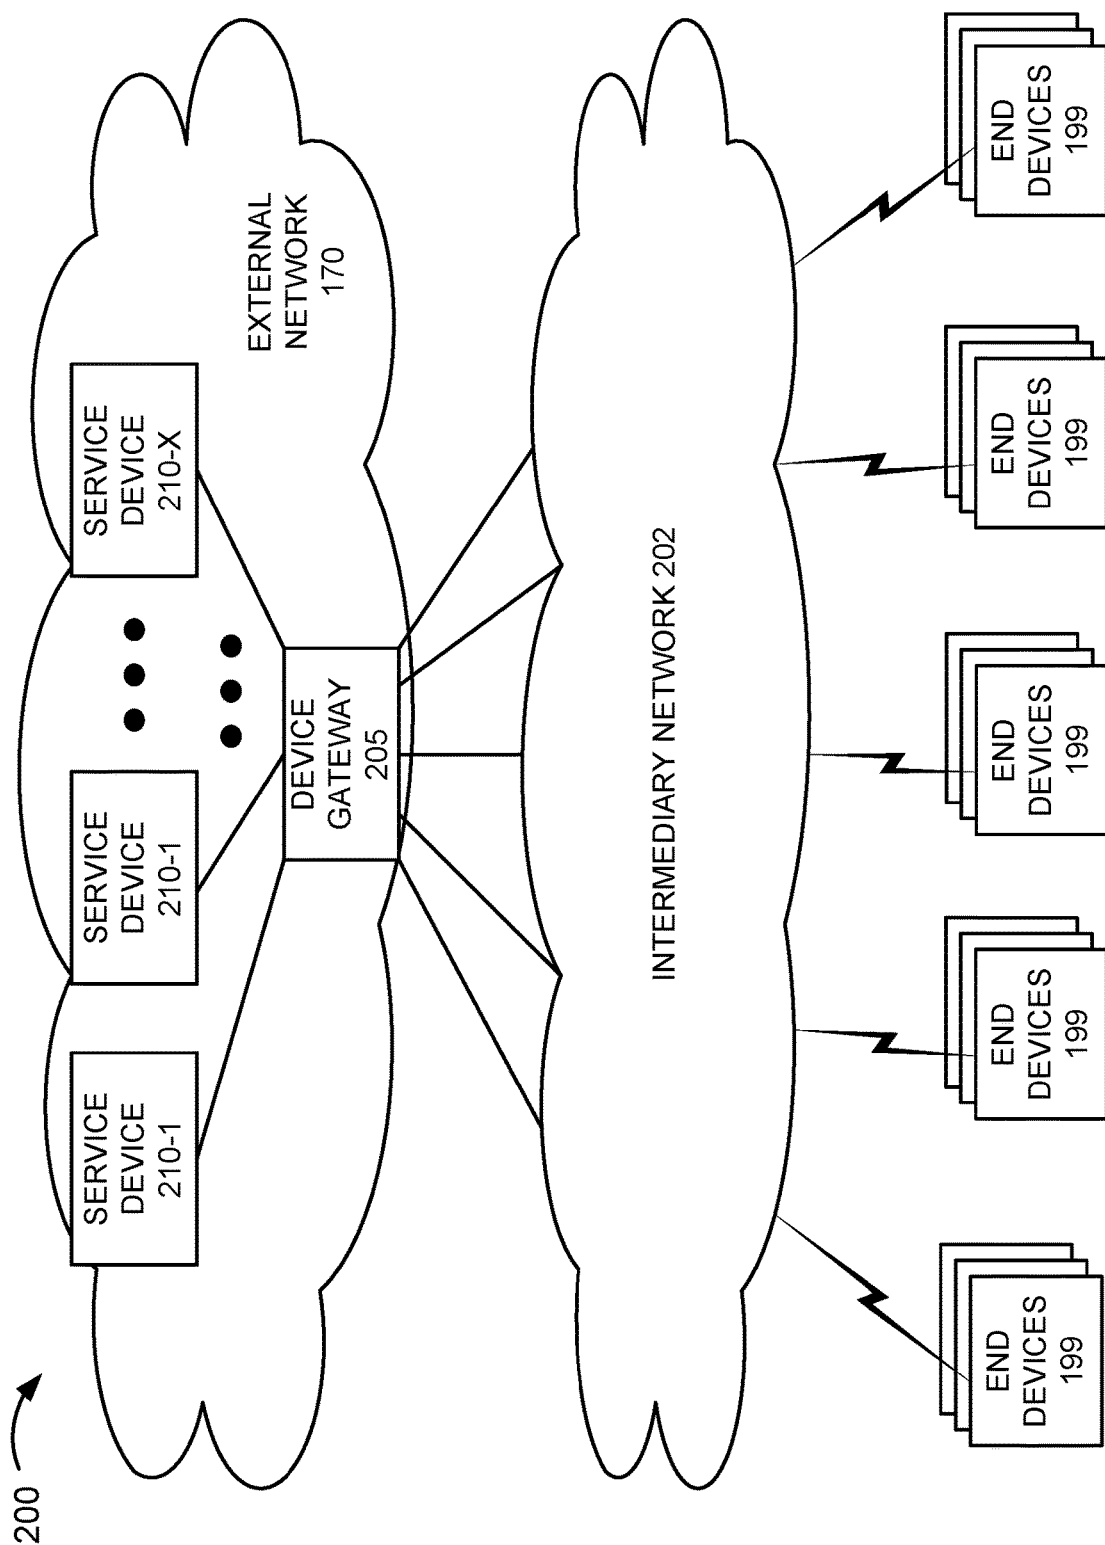 200
SERVICE
DEVICE
210-1
SERVICE
DEVICE
210-1
SERVICE
DEVICE
210-X
EXTERNAL
NETWORK
170
DEVICE
GATEWAY
205
INTERMEDIARY NETWORK 202
END
DEVICES
199
END
DEVICES
199
END
DEVICES
199
END
DEVICES
199
END
DEVICES
199